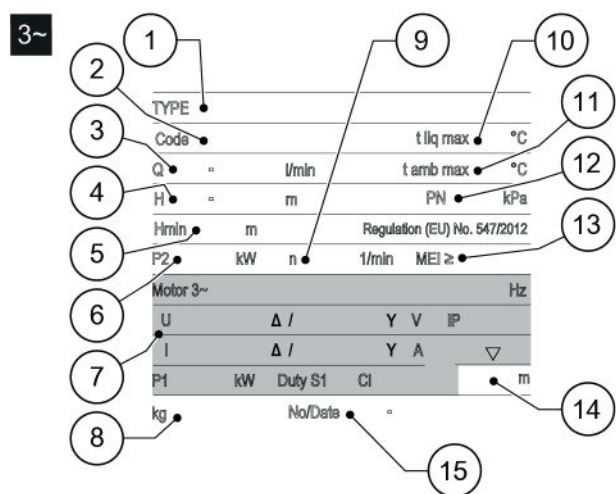 3~
1
9
2
10
TYPE
11
3
Code t liq max °C
12
Q - l/min t amb max °C
4
H - m PN kPa
5
Hmin m Regulation (EU) No. 547/2012
13
P2 kW n 1/min MEI ≥
6
Motor 3~ Hz
U Δ / Y V IP
7
I Δ / Y A ▽
P1 kW Duty S1 Cl m
14
8
kg No/Date -
15